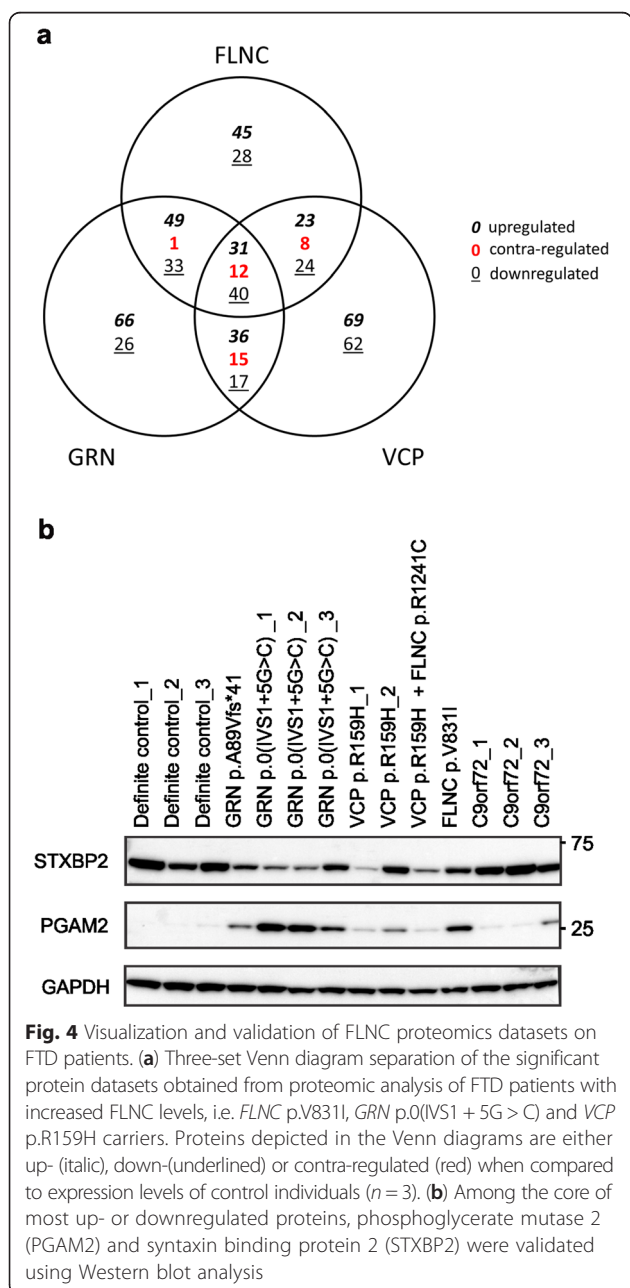 a
FLNC
45
28
49
1
33
23
8
24
31
12
40
0 upregulated
0 contra-regulated
0 downregulated
66
26
36
15
17
69
62
GRN
VCP
b
Definite control_1
Definite control_2
Definite control_3
GRN p.A89Vfs*41
GRN p.0(IVS1+5G>C)_1
GRN p.0(IVS1+5G>C)_2
GRN p.0(IVS1+5G>C)_3
VCP p.R159H_1
VCP p.R159H_2
VCP p.R159H + FLNC p.R1241C
FLNC p.V831I
C9orf72_1
C9orf72_2
C9orf72_3
STXBP2
75
PGAM2
25
GAPDH
Fig. 4 Visualization and validation of FLNC proteomics datasets on
FTD patients. (a) Three-set Venn diagram separation of the significant
protein datasets obtained from proteomic analysis of FTD patients with
increased FLNC levels, i.e. FLNC p.V831I, GRN p.0(IVS1 + 5G > C) and VCP
p.R159H carriers. Proteins depicted in the Venn diagrams are either
up- (italic), down-(underlined) or contra-regulated (red) when compared
to expression levels of control individuals (n = 3). (b) Among the core of
most up- or downregulated proteins, phosphoglycerate mutase 2
(PGAM2) and syntaxin binding protein 2 (STXBP2) were validated
using Western blot analysis